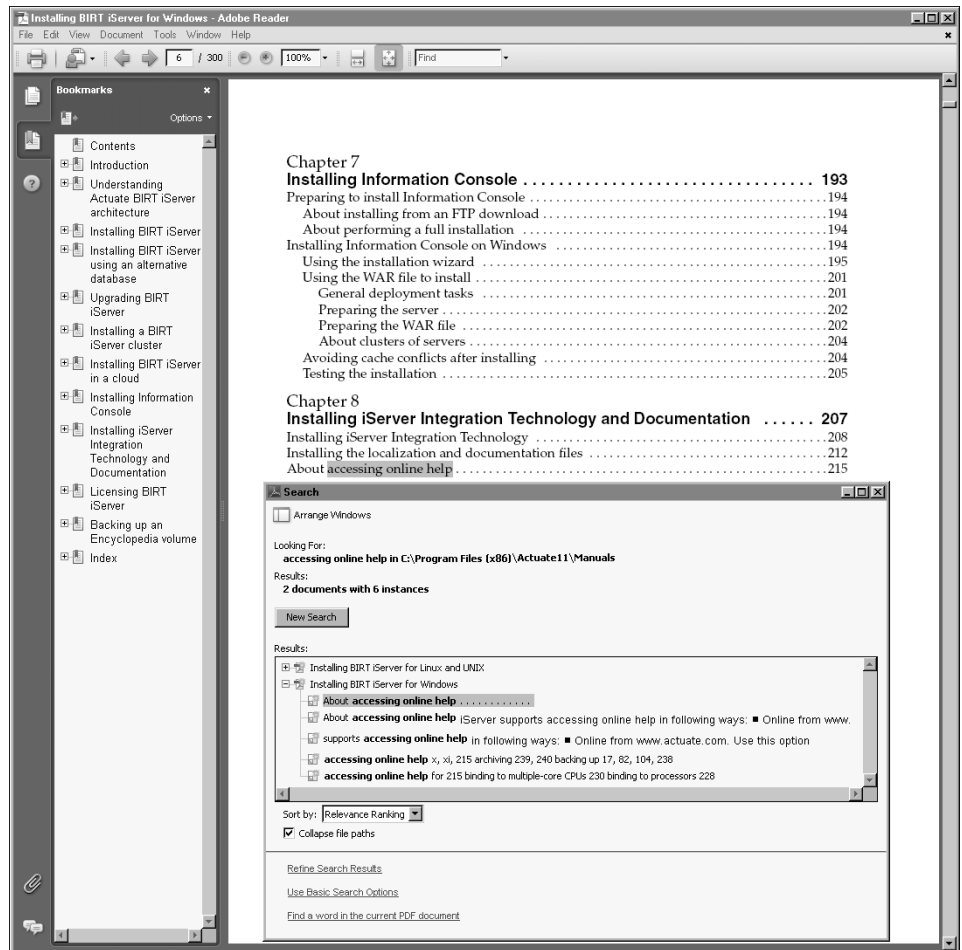 Installing BIRT iServer for Windows - Adobe Reader
File Edit View Document Tools Window Help
6 / 300 100% Find
Bookmarks
Options
Contents
Introduction
Understanding
Actuate BIRT iServer
architecture
Installing BIRT iServer
Installing BIRT iServer
using an alternative
database
Upgrading BIRT
iServer
Installing a BIRT
iServer cluster
Installing BIRT iServer
in a cloud
Installing Information
Console
Installing iServer
Integration
Technology and
Documentation
Licensing BIRT
iServer
Backing up an
Encyclopedia volume
Index
Chapter 7
Installing Information Console . . . . . . . . . . . . . . . . . . . . . . . . . . . . . . . . 193
Preparing to install Information Console . . . . . . . . . . . . . . . . . . . . . . . . . . . . . . 194
About installing from an FTP download . . . . . . . . . . . . . . . . . . . . . . . . . . . . . . 194
About performing a full installation . . . . . . . . . . . . . . . . . . . . . . . . . . . . . . 194
Installing Information Console on Windows . . . . . . . . . . . . . . . . . . . . . . . . . . . . . . 194
Using the installation wizard . . . . . . . . . . . . . . . . . . . . . . . . . . . . . . 195
Using the WAR file to install . . . . . . . . . . . . . . . . . . . . . . . . . . . . . . 201
General deployment tasks . . . . . . . . . . . . . . . . . . . . . . . . . . . . . . 201
Preparing the server . . . . . . . . . . . . . . . . . . . . . . . . . . . . . . 202
Preparing the WAR file . . . . . . . . . . . . . . . . . . . . . . . . . . . . . . 202
About clusters of servers . . . . . . . . . . . . . . . . . . . . . . . . . . . . . . 204
Avoiding cache conflicts after installing . . . . . . . . . . . . . . . . . . . . . . . . . . . . . . 204
Testing the installation . . . . . . . . . . . . . . . . . . . . . . . . . . . . . . 205
Chapter 8
Installing iServer Integration Technology and Documentation . . . . . . 207
Installing iServer Integration Technology . . . . . . . . . . . . . . . . . . . . . . . . . . . . . . 208
Installing the localization and documentation files . . . . . . . . . . . . . . . . . . . . . . . . . . 212
About accessing online help . . . . . . . . . . . . . . . . . . . . . . . . . . . . . . 215
Search
Arrange Windows
Looking For:
accessing online help in C:\Program Files (x86)\Actuate11\Manuals
Results:
2 documents with 6 instances
New Search
Results:
Installing BIRT iServer for Linux and UNIX
Installing BIRT iServer for Windows
About accessing online help . . . . . . . . . . . .
About accessing online help iServer supports accessing online help in following ways: ■ Online from www.
supports accessing online help in following ways: ■ Online from www.actuate.com. Use this option
accessing online help x, xi, 215 archiving 239, 240 backing up 17, 82, 104, 238
accessing online help for 215 binding to multiple-core CPUs 230 binding to processors 228
Sort by: Relevance Ranking
Collapse file paths
Refine Search Results
Use Basic Search Options
Find a word in the current PDF document